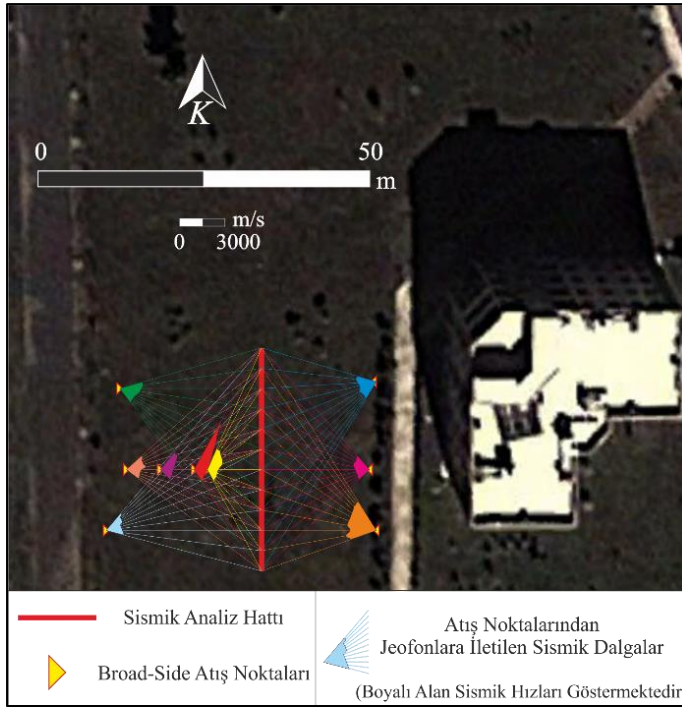 K
0 50
m
m/s
0 3000
Sismik Analiz Hattı
Broad-Side Atış Noktaları
Atış Noktalarından
Jeofonlara İletilen Sismik Dalgalar
(Boyalı Alan Sismik Hızları Göstermektedir